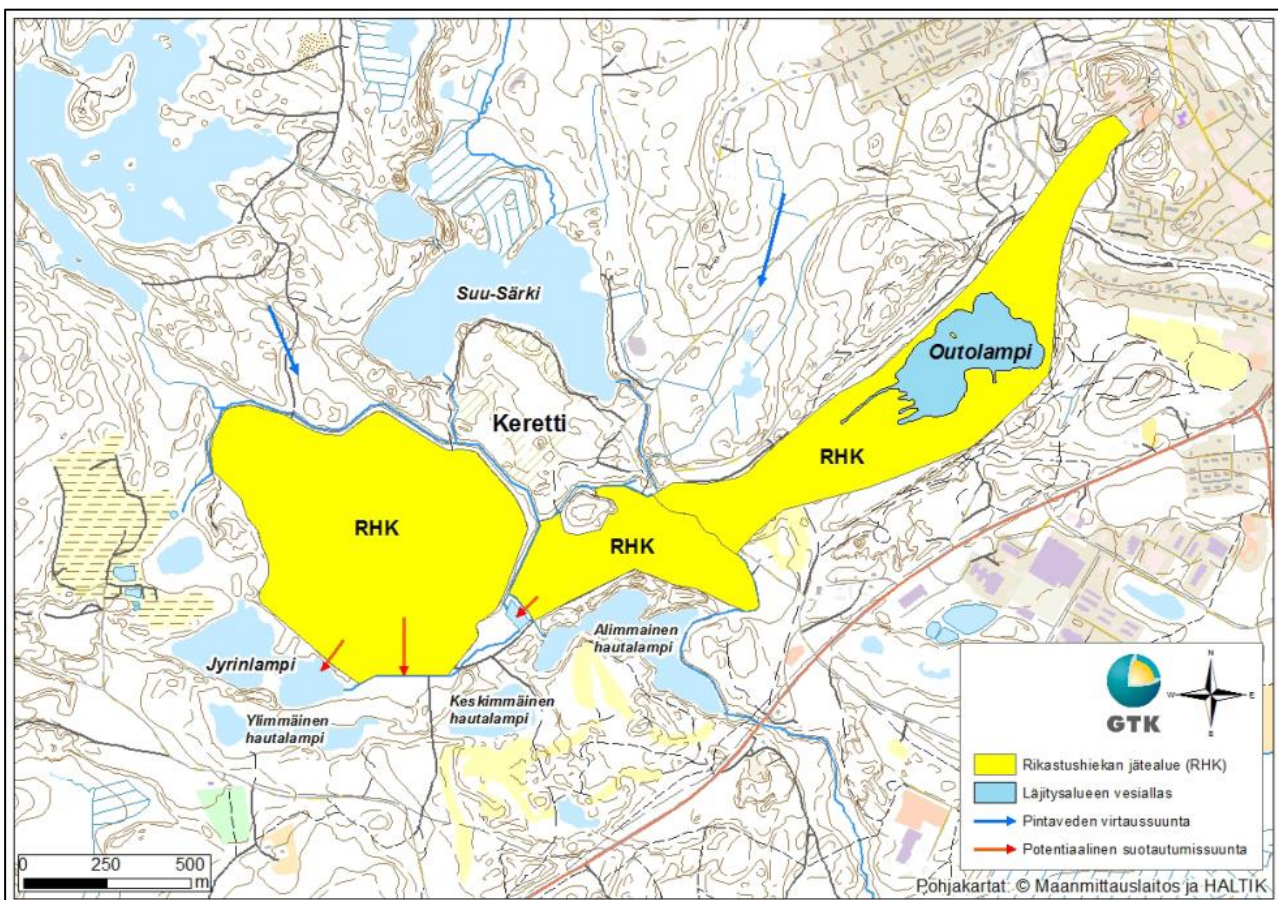 Suu-Särki
Outolampi
Keretti
RHK
RHK
RHK
Jyrinlampi
Alimmainen
hautalampi
Keskimmäinen
hautalampi
Ylimmäinen
hautalampi
GTK
N
W
E
S
Rikastushiekan jätealue (RHK)
Läjitysalueen vesiallas
Pintaveden virtaussuunta
Potentiaalinen suotautumissuunta
0 250 500
m
Pohjakartat: © Maanmittauslaitos ja HALTIK